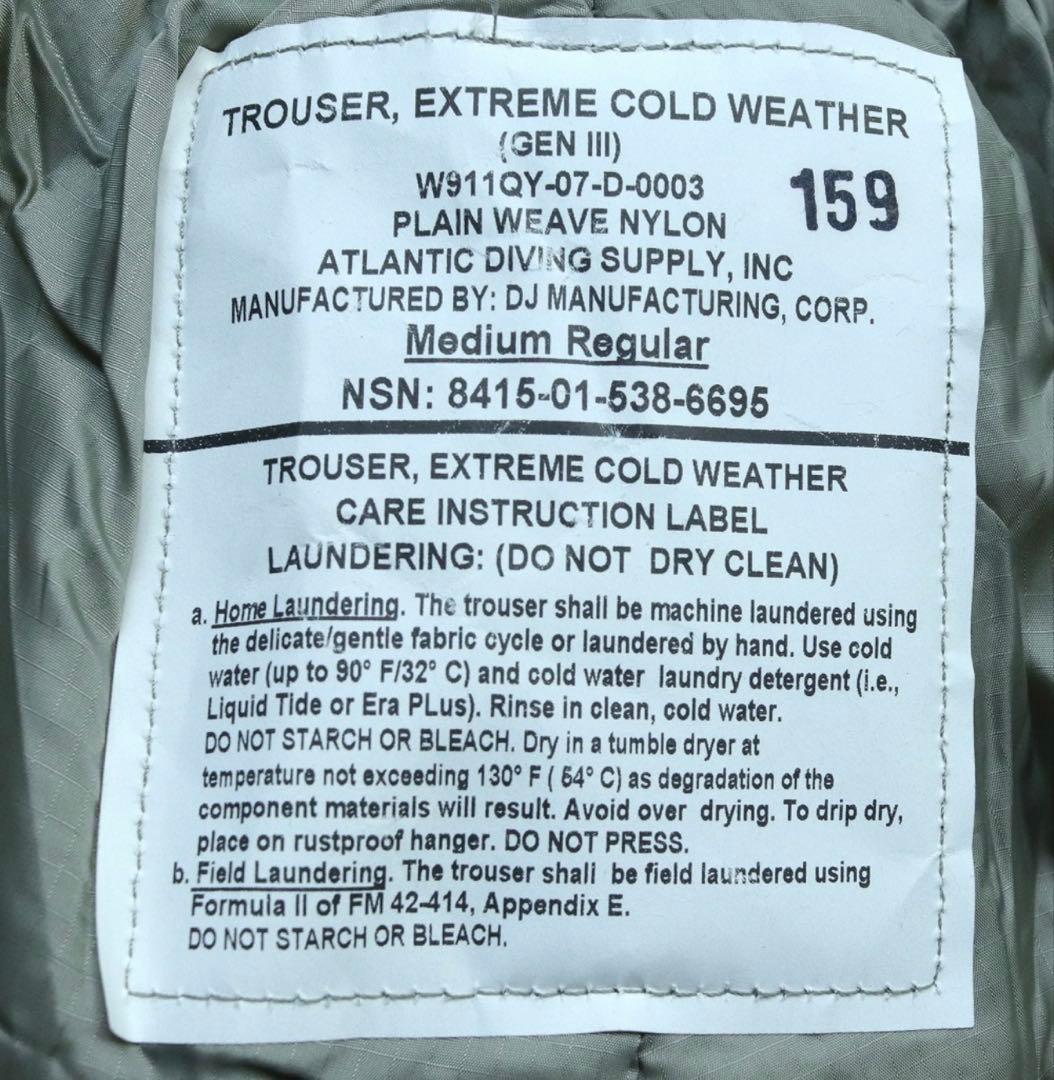 TROUSER, EXTREME COLD WEATHER
(GEN III)
W911QY-07-D-0003
159
PLAIN WEAVE NYLON
ATLANTIC DIVING SUPPLY, INC
MANUFACTURED BY: DJ MANUFACTURING, CORP.
Medium Regular
NSN: 8415-01-538-6695
TROUSER, EXTREME COLD WEATHER
CARE INSTRUCTION LABEL
LAUNDERING: (DO NOT DRY CLEAN)
a. Home Laundering. The trouser shall be machine laundered using
the delicate/gentle fabric cycle or laundered by hand. Use cold
water (up to 90° F/32° C) and cold water laundry detergent (i.e.,
Liquid Tide or Era PLus). Rinse in clean, cold water.
DO NOT STARCH OR BLEACH. Dry in a tumble dryer at
temperature not exceeding 130° F ( 54° C) as degradation of the
component materials will result. Avoid over drying. To drip dry,
place on rustproof hanger. DO NOT PRESS.
b. Field Laundering. The trouser shall be field laundered using
Formula II of FM 42-414, Appendix E.
DO NOT STARCH OR BLEACH.